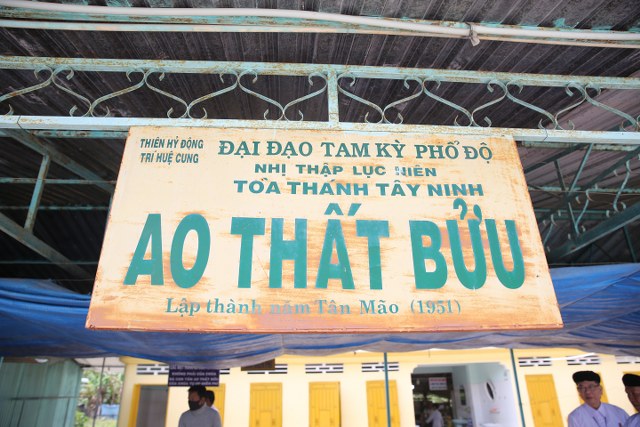 THIÊN HỶ ĐỘNG
TRÍ HUỆ CUNG
ĐẠI ĐẠO TAM KỲ PHỔ ĐỘ
NHỊ THẬP LỤC NIÊN
TÒA THÁNH TÂY NINH
AO THẤT BỬU
Lập thành năm Tân Mão (1951)